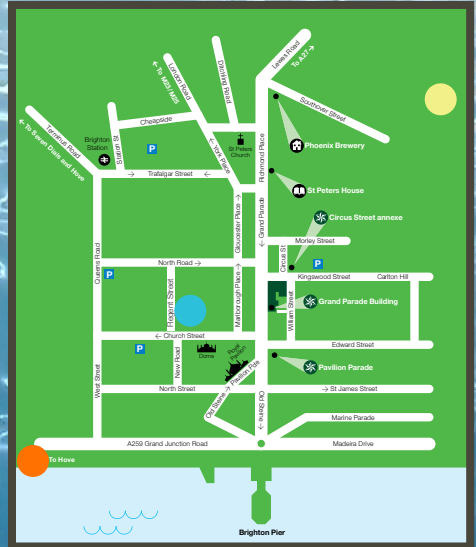 Lewes Road
To A27 →
← To M23/M25
London Road
Ditchling Road
Southover Street
Cheapside
Terminus Road
← To Seven Dials and Hove
Brighton
Station
Station St
P
← York Place
St Peters
Church
Richmond Place
Phoenix Brewery
→ Trafalgar Street ←
St Peters House
Gloucester Place →
← Grand Parade
Circus Street annexe
Morley Street
Circus St
Queens Road
North Road →
P
P
Kingswood Street
Carlton Hill
Regent Street
Marlborough Place →
William Street
Grand Parade Building
← Church Street
Edward Street
P
New Road
Dome
Royal
Pavilion
Pavilion Pde
Pavilion Parade
West Street
North Street
→ St James Street
Old Steine →
← Old Steine
Marine Parade
A259 Grand Junction Road
Madeira Drive
To Hove
Brighton Pier